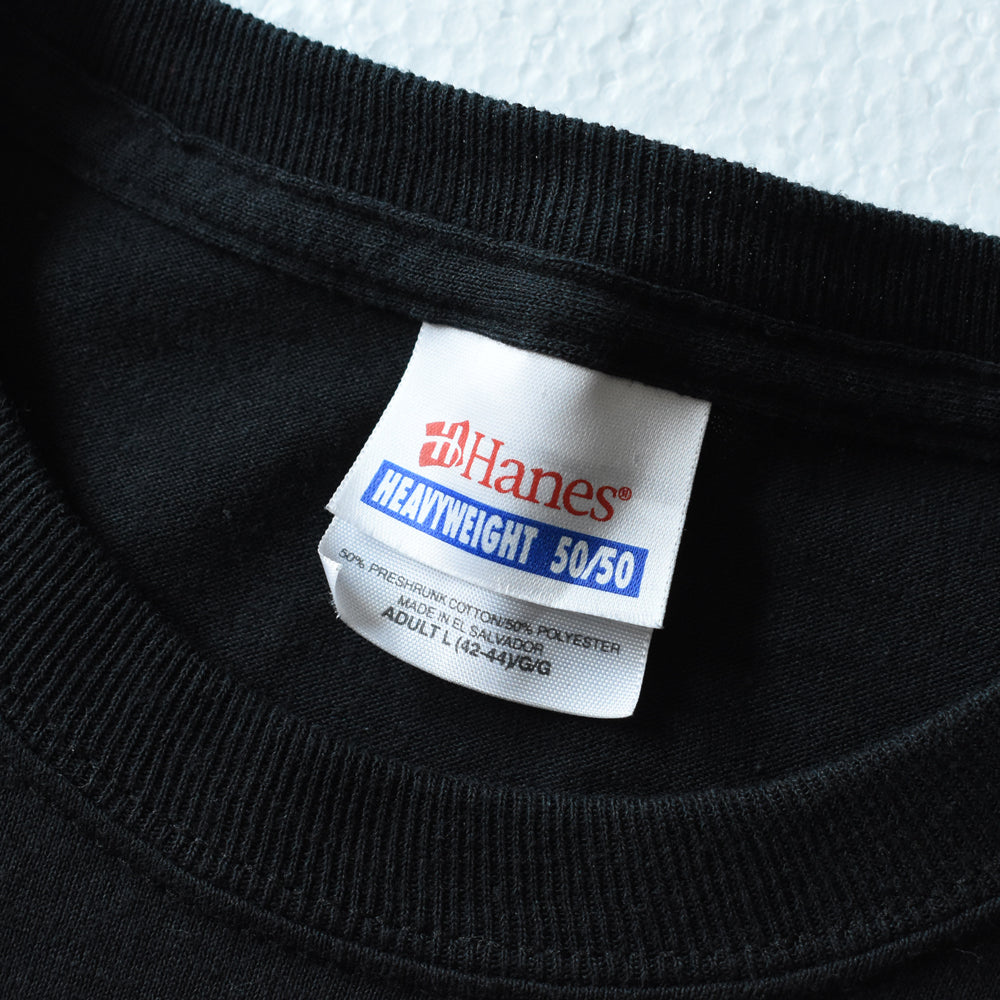 H Hanes®
HEAVYWEIGHT 50/50
50% PRESHRUNK COTTON/50% POLYESTER
MADE IN EL SALVADOR
ADULT L (42-44)/G/G